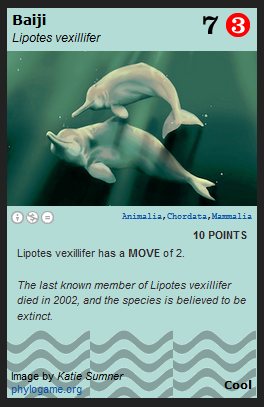 Baiji 7 3
Lipotes vexillifer
Animalia,Chordata,Mammalia
10 POINTS
Lipotes vexillifer has a MOVE of 2.
The last known member of Lipotes vexillifer
died in 2002, and the species is believed to be
extinct.
Image by Katie Sumner
phylogame.org
Cool